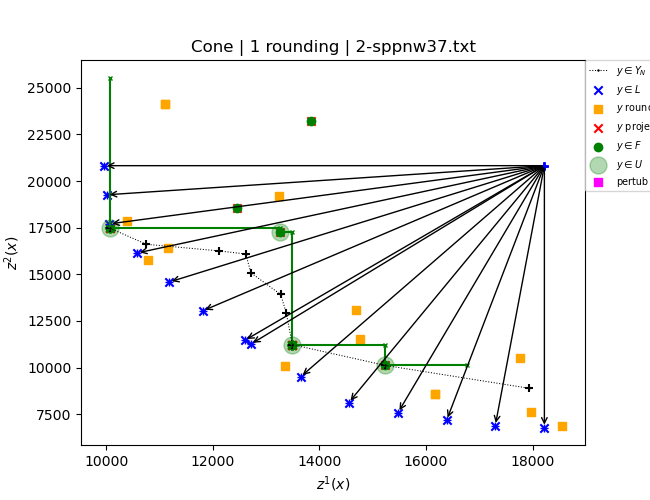 Cone | 1 rounding | 2-sppnw37.txt
25000
22500
20000
17500
15000
12500
10000
7500
z²(x)
10000 12000 14000 16000 18000
z¹(x)
y ∈ Y_N
y ∈ L
y roun
y proje
y ∈ F
y ∈ U
pertub